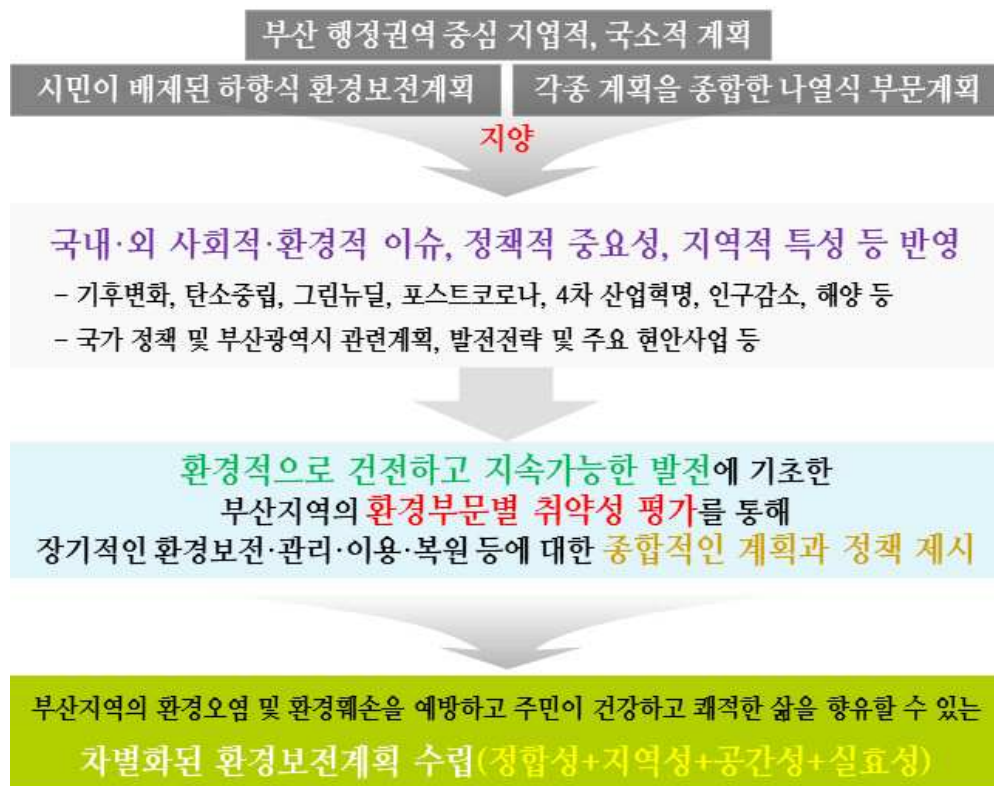 부산 행정권역 중심 지엽적, 국소적 계획
시민이 배제된 하향식 환경보전계획
각종 계획을 종합한 나열식 부문계획
지양
국내·외 사회적·환경적 이슈, 정책적 중요성, 지역적 특성 등 반영
- 기후변화, 탄소중립, 그린뉴딜, 포스트코로나, 4차 산업혁명, 인구감소, 해양 등
- 국가 정책 및 부산광역시 관련계획, 발전전략 및 주요 현안사업 등
환경적으로 건전하고 지속가능한 발전에 기초한
부산지역의 환경부문별 취약성 평가를 통해
장기적인 환경보전·관리·이용·복원 등에 대한 종합적인 계획과 정책 제시
부산지역의 환경오염 및 환경훼손을 예방하고 주민이 건강하고 쾌적한 삶을 향유할 수 있는
차별화된 환경보전계획 수립(정합성+지역성+공간성+실효성)